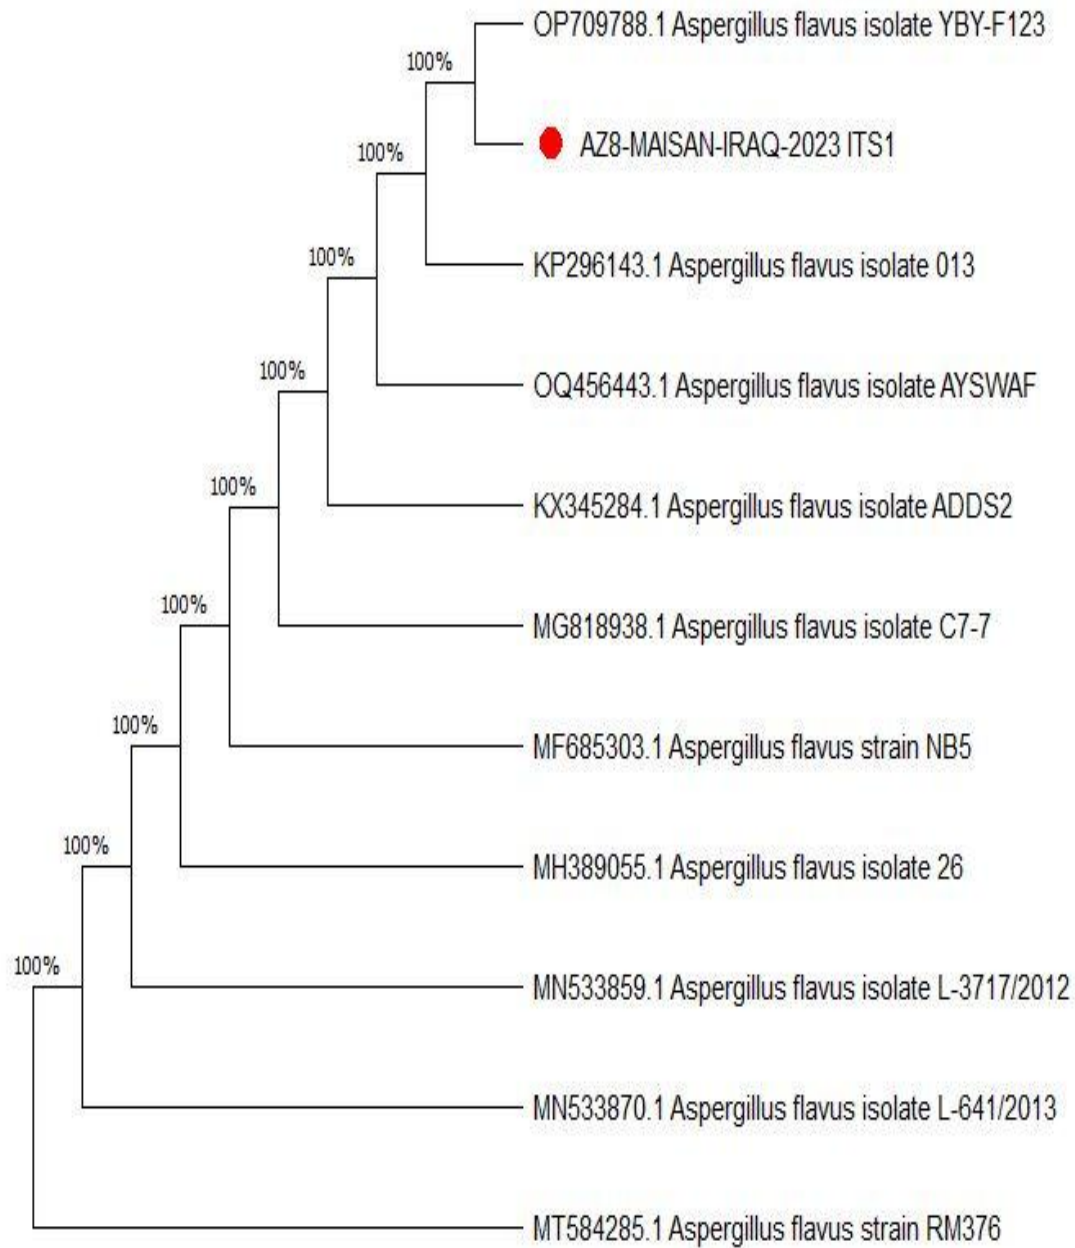 OP709788.1 Aspergillus flavus isolate YBY-F123
100%
AZ8-MAISAN-IRAQ-2023 ITS1
100%
KP296143.1 Aspergillus flavus isolate 013
100%
OQ456443.1 Aspergillus flavus isolate AYSWAF
100%
KX345284.1 Aspergillus flavus isolate ADDS2
100%
MG818938.1 Aspergillus flavus isolate C7-7
100%
MF685303.1 Aspergillus flavus strain NB5
100%
MH389055.1 Aspergillus flavus isolate 26
100%
MN533859.1 Aspergillus flavus isolate L-3717/2012
100%
MN533870.1 Aspergillus flavus isolate L-641/2013
MT584285.1 Aspergillus flavus strain RM376